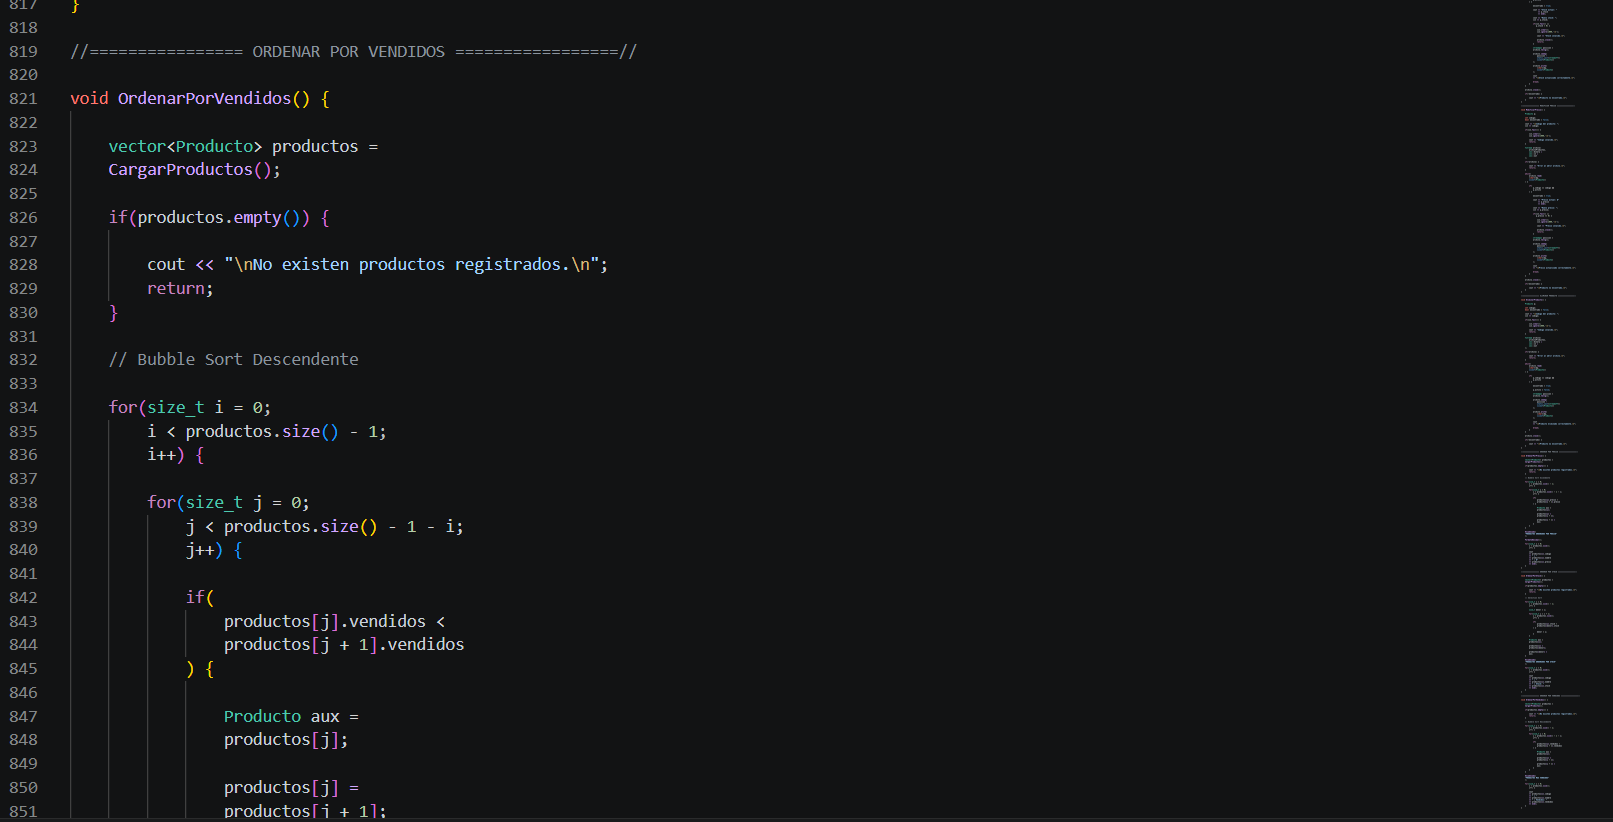 817 }
818
819 //================ ORDENAR POR VENDIDOS =================//
820
821 void OrdenarPorVendidos() {
822
823     vector<Producto> productos =
824     CargarProductos();
825
826     if(productos.empty()) {
827
828         cout << "\nNo existen productos registrados.\n";
829         return;
830     }
831
832     // Bubble Sort Descendente
833
834     for(size_t i = 0;
835         i < productos.size() - 1;
836         i++) {
837
838         for(size_t j = 0;
839             j < productos.size() - 1 - i;
840             j++) {
841
842             if(
843                 productos[j].vendidos <
844                 productos[j + 1].vendidos
845             ) {
846
847                 Producto aux =
848                 productos[j];
849
850                 productos[j] =
851                 productos[j + 1];